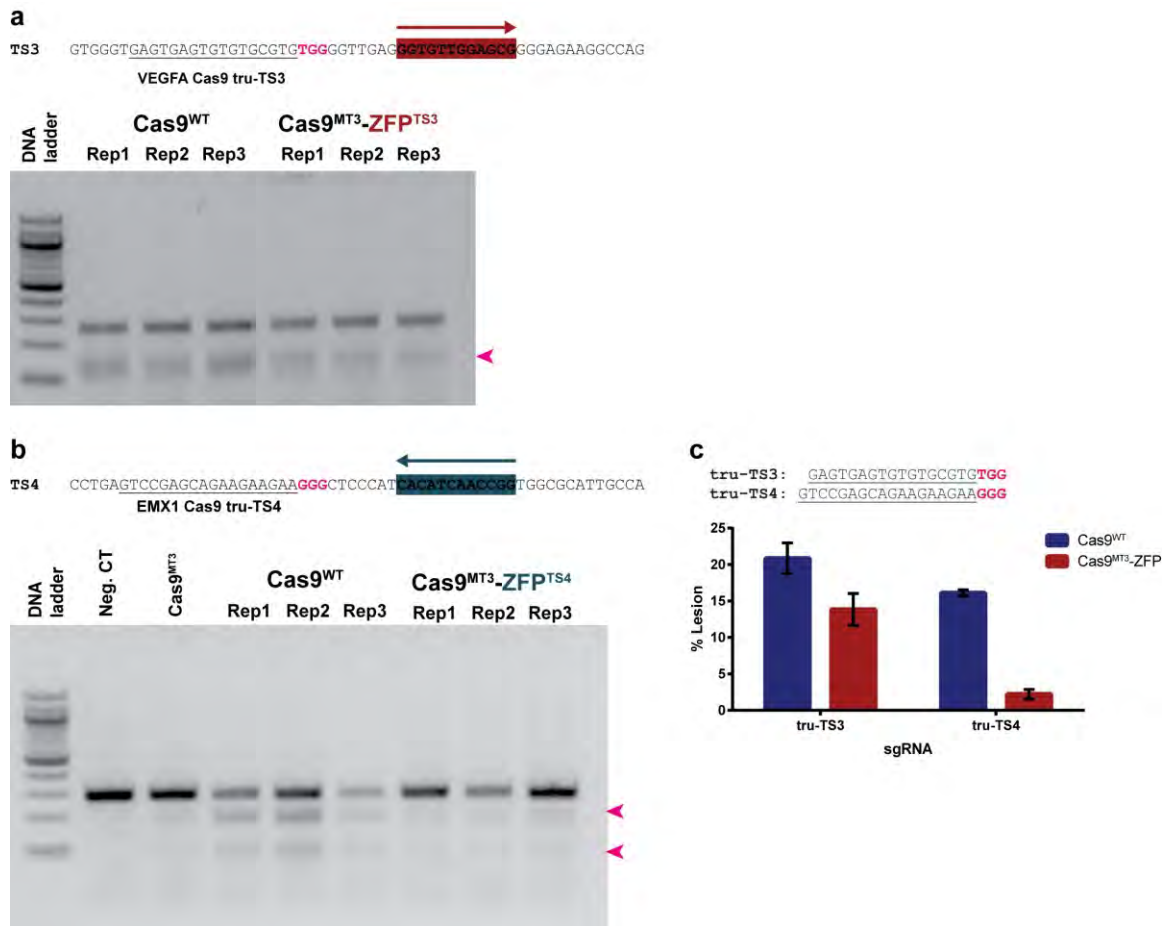 a
TS3 GTGGGTGAGTGAGTGTGTGCGTGTGGGGTTGAGGGTGTTGGAGCGGGGAGAAGGCCAG
VEGFA Cas9 tru-TS3
DNA ladder
Cas9WT Cas9MT3-ZFPTS3
Rep1 Rep2 Rep3 Rep1 Rep2 Rep3
b
TS4 CCTGAGTCCGAGCAGAAGAAGAAGGGCTCCCATCACATCAACCGGTGGCGCATTGCCA
EMX1 Cas9 tru-TS4
DNA ladder
Neg. CT
Cas9MT3
Cas9WT Cas9MT3-ZFPTS4
Rep1 Rep2 Rep3 Rep1 Rep2 Rep3
c
tru-TS3: GAGTGAGTGTGTGCGTGTGG
tru-TS4: GTCCGAGCAGAAGAAGAAGGG
% Lesion
25
20
15
10
5
0
Cas9WT
Cas9MT3-ZFP
tru-TS3 tru-TS4
sgRNA